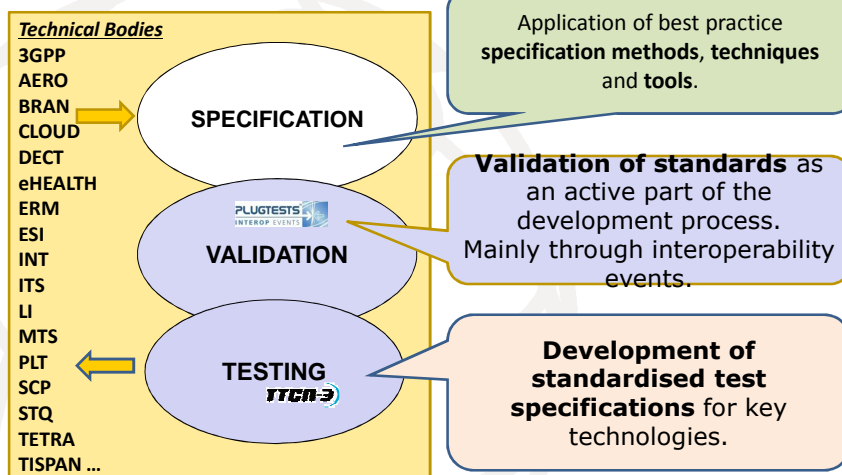 Technical Bodies
3GPP
AERO
BRAN
CLOUD
DECT
eHEALTH
ERM
ESI
INT
ITS
LI
MTS
PLT
SCP
STQ
TETRA
TISPAN ...
SPECIFICATION
PLUGTESTS
INTEROP EVENTS
VALIDATION
TESTING
TTCN-3
Application of best practice
specification methods, techniques
and tools.
Validation of standards as
an active part of the
development process.
Mainly through interoperability
events.
Development of
standardised test
specifications for key
technologies.